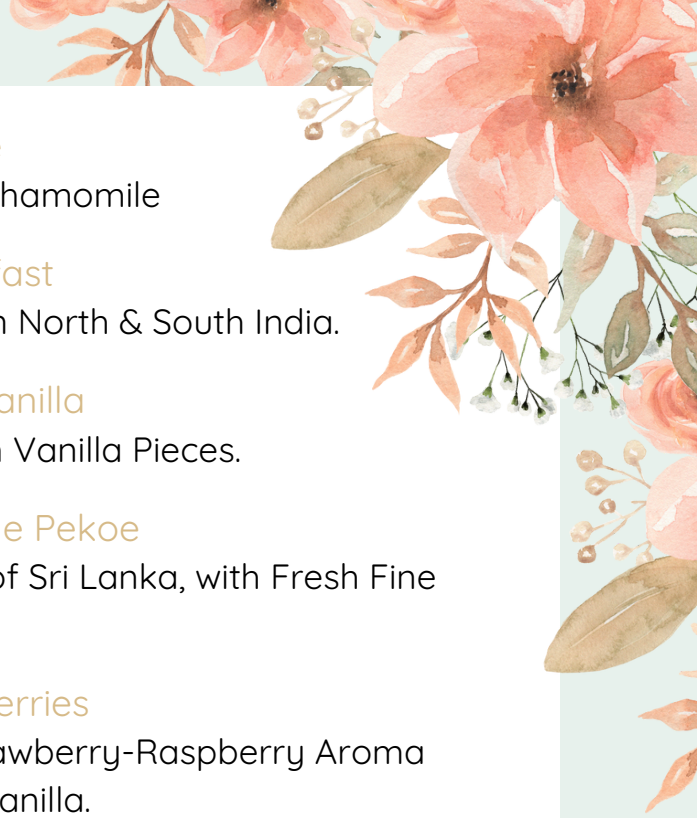 hamomile
fast
n North & South India.
anilla
n Vanilla Pieces.
e Pekoe
of Sri Lanka, with Fresh Fine
erries
awberry-Raspberry Aroma
anilla.